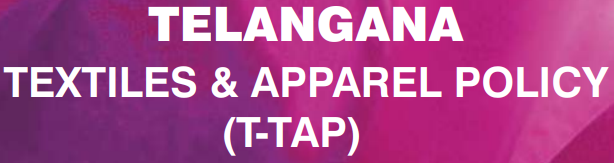 TELANGANA
TEXTILES & APPAREL POLICY
(T-TAP)